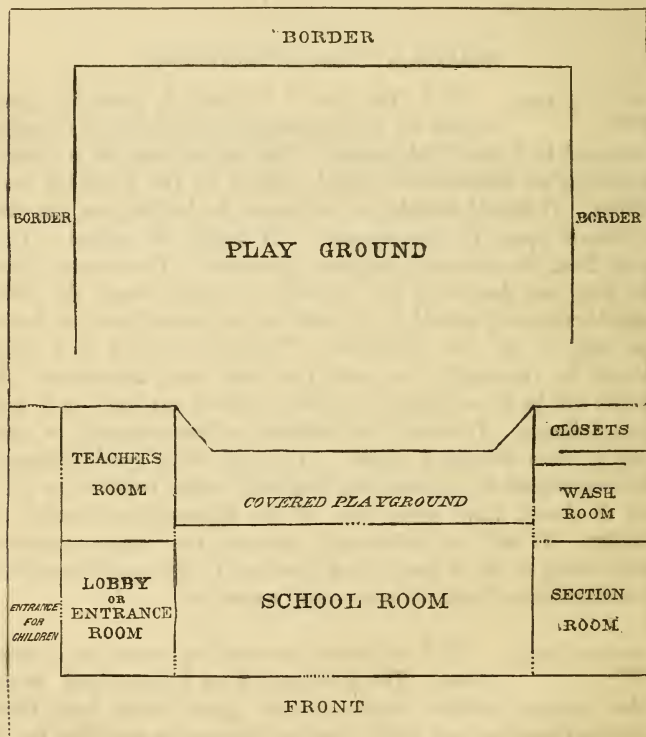 BORDER
BORDER
BORDER
PLAY GROUND
CLOSETS
TEACHERS
ROOM
COVERED PLAYGROUND
WASH
ROOM
ENTRANCE
FOR
CHILDREN
LOBBY
OR
ENTRANCE
ROOM
SCHOOL ROOM
SECTION
ROOM
FRONT